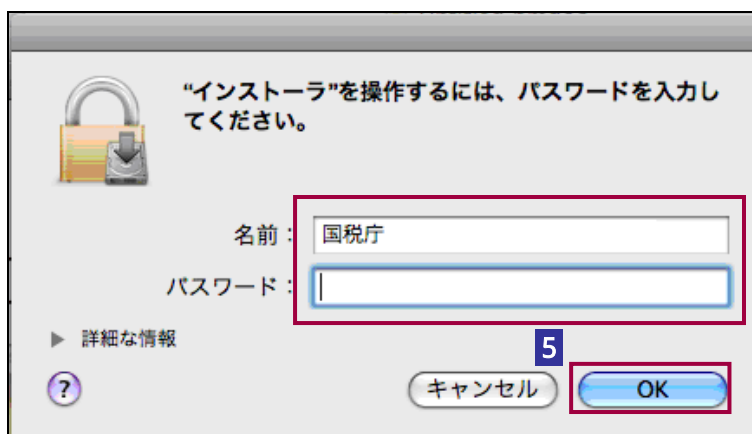 “インストーラ”を操作するには、パスワードを入力し
てください。
名前：
国税庁
パスワード：
詳細な情報
5
?
キャンセル
OK